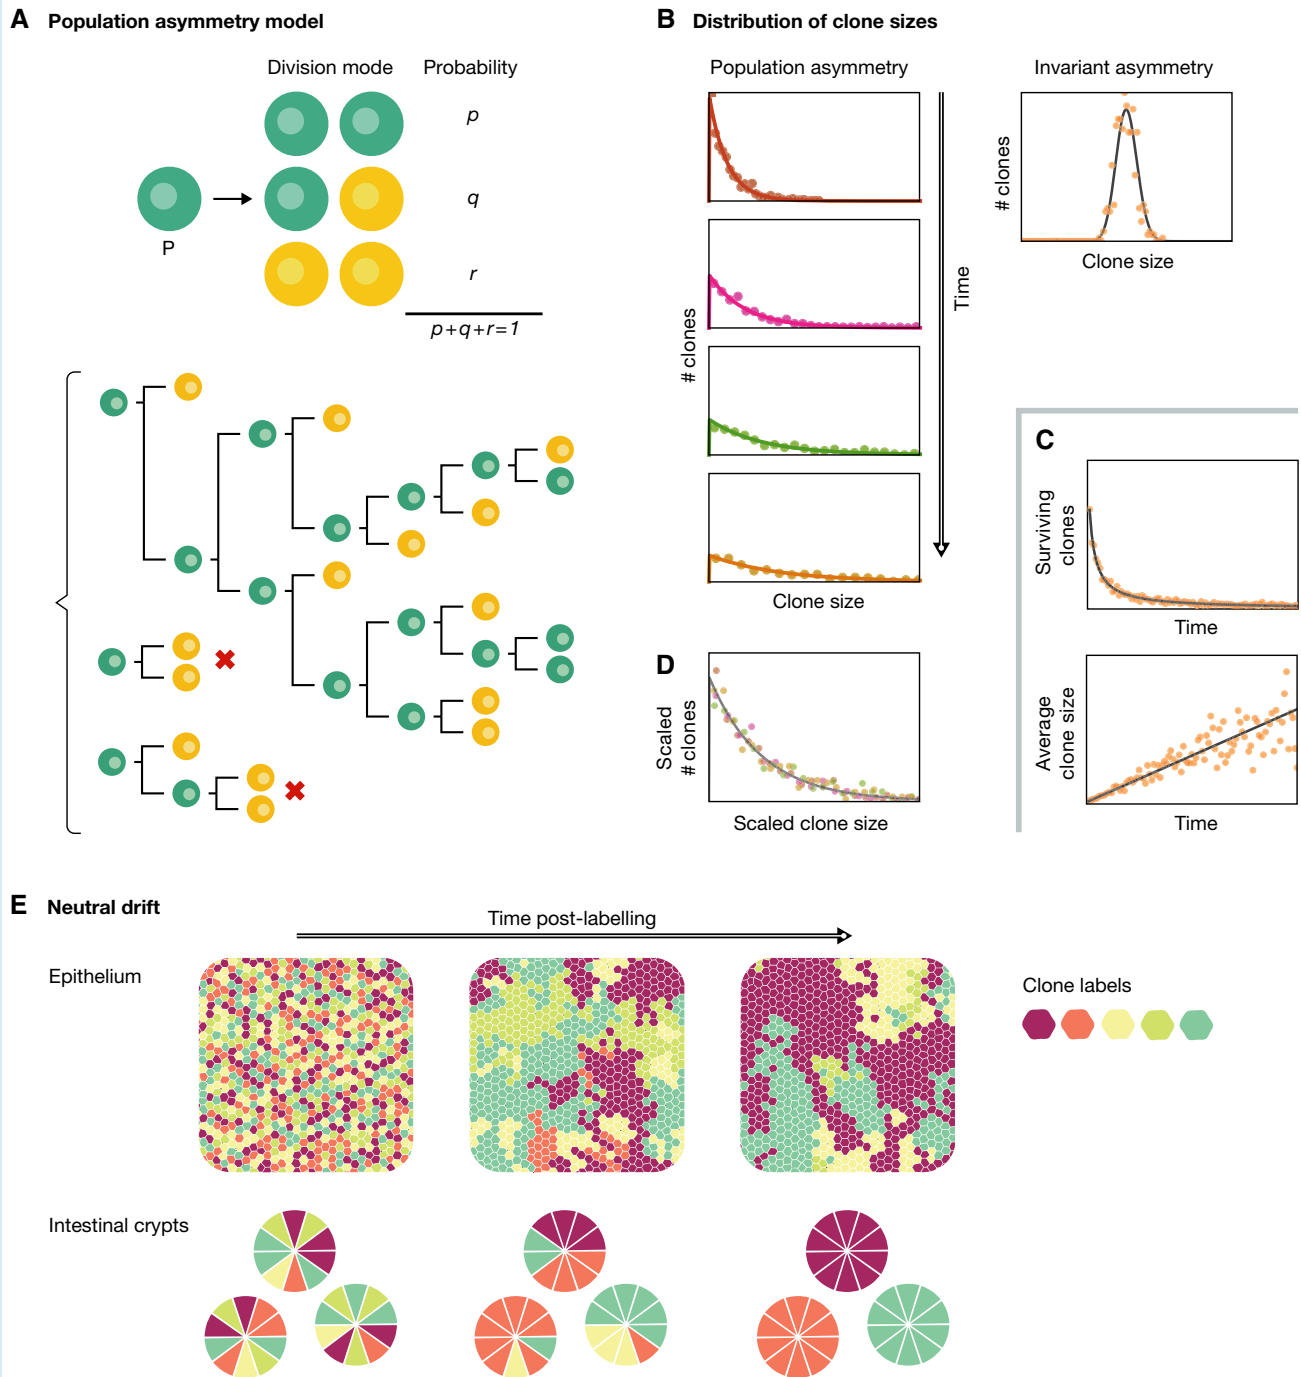 A Population asymmetry model
Division mode Probability
p
q
P
r
p+q+r=1
B Distribution of clone sizes
Population asymmetry
Invariant asymmetry
# clones
Time
Clone size
# clones
Clone size
C
Surviving
clones
Time
Average
clone size
Time
D
Scaled
# clones
Scaled clone size
E Neutral drift
Time post-labelling
Epithelium
Clone labels
Intestinal crypts